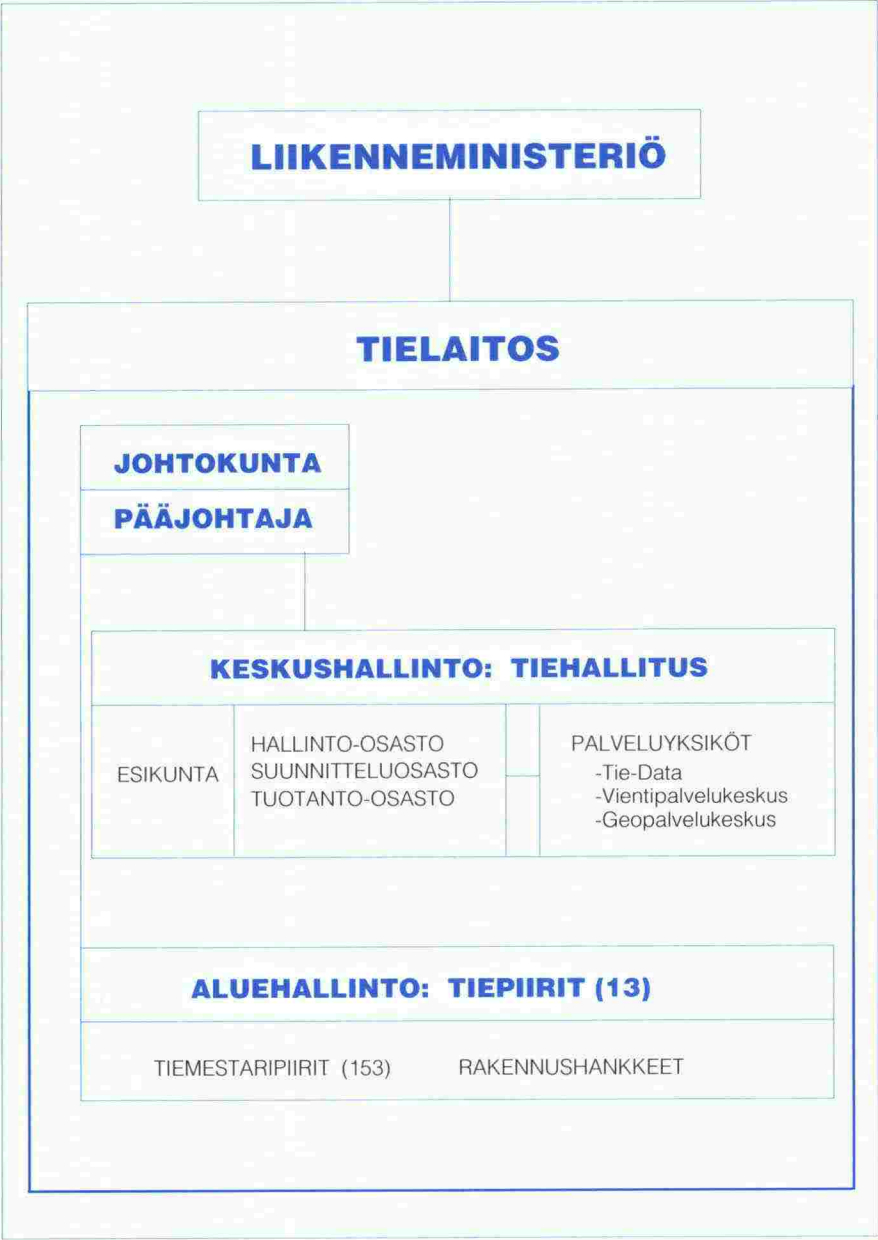 LIIKENNEMINISTERIÖ
TIELAITOS
JOHTOKUNTA
PÄÄJOHTAJA
KESKUSHALLINTO: TIEHALLITUS
ESIKUNTA
HALLINTO-OSASTO
SUUNNITTELUOSASTO
TUOTANTO-OSASTO
PALVELUYKSIKÖT
-Tie-Data
-Vientipalvelukeskus
-Geopalvelukeskus
ALUEHALLINTO: TIEPIIRIT (13)
TIEMESTARIPIIRIT (153) RAKENNUSHANKKEET